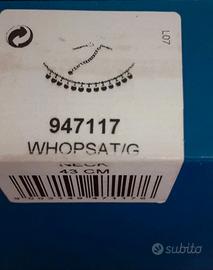 L07
947117
WHOPSAT/G
NECK
43 CM
subito